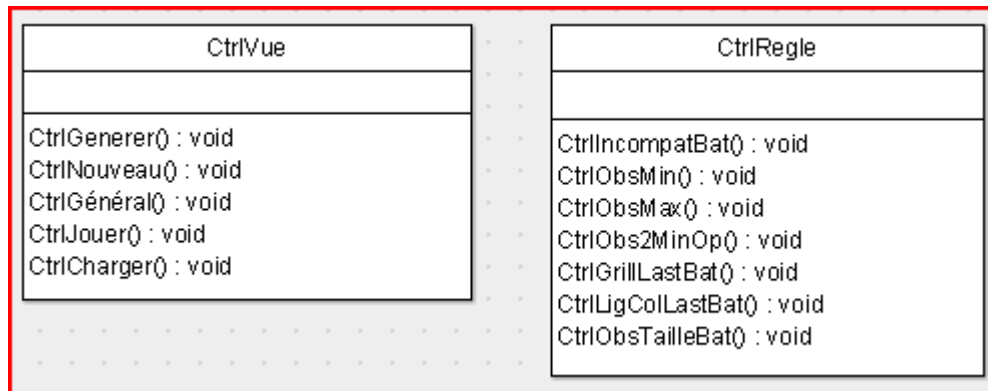 CtrlVue
CtrlGenerer() : void
CtrlNouveau() : void
CtrlGénéral() : void
CtrlJouer() : void
CtrlCharger() : void
CtrlRegle
CtrlIncompatBat() : void
CtrlObsMin() : void
CtrlObsMax() : void
CtrlObs2MinOp() : void
CtrlGrillLastBat() : void
CtrlLigColLastBat() : void
CtrlObsTailleBat() : void